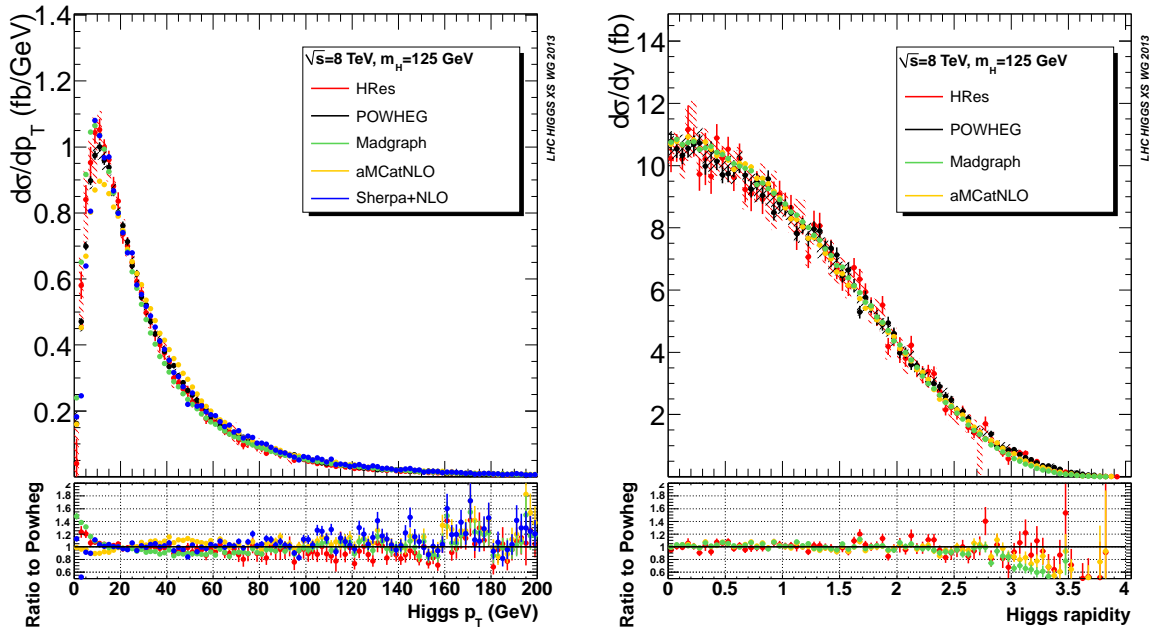 dσ/dp_T (fb/GeV)
1.4
1.2
1
0.8
0.6
0.4
0.2
√s=8 TeV, m_H=125 GeV
HRes
POWHEG
Madgraph
aMCatNLO
Sherpa+NLO
LHC HIGGS XS WG 2013
Ratio to Powheg
2
1.8
1.6
1.4
1.2
1
0.8
0.6
0 20 40 60 80 100 120 140 160 180 200
Higgs p_T (GeV)
dσ/dy (fb)
14
12
10
8
6
4
2
0
√s=8 TeV, m_H=125 GeV
HRes
POWHEG
Madgraph
aMCatNLO
LHC HIGGS XS WG 2013
Ratio to Powheg
2
1.8
1.6
1.4
1.2
1
0.8
0.6
0 0.5 1 1.5 2 2.5 3 3.5 4
Higgs rapidity